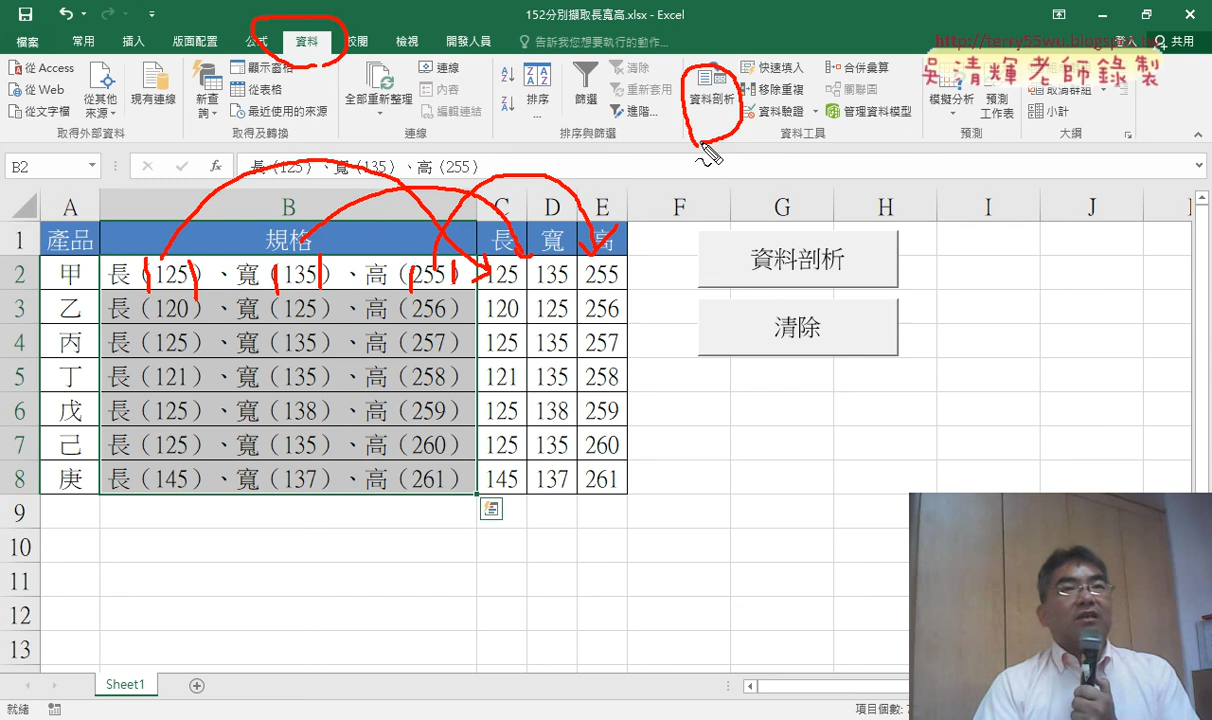 152分別擷取長寬高.xlsx - Excel
檔案 常用 插入 版面配置 公式 資料 校閱 檢視 開發人員 告訴我您想要執行的動作... 登入 共用
http://terry55wu.blogspot.tw
吳清輝老師錄製
從 Access
從 Web
從文字檔
從其他來源
現有連線
取得外部資料
新查詢
顯示窗格
從表格
最近使用的來源
取得及轉換
全部重新整理
連線
內容
編輯連結
連線
排序...
篩選
清除
重新套用
進階...
排序與篩選
資料剖析
快速填入
移除重複
資料驗證
合併彙算
關聯圖
管理資料模型
資料工具
模擬分析
預測工作表
預測
取消群組
小計
大綱
B2 fx 長（125）、寬（135）、高（255）
A B C D E F G H I J
1 產品 規格 長 寬 高
2 甲 長（125）、寬（135）、高（255） 125 135 255
3 乙 長（120）、寬（125）、高（256） 120 125 256
4 丙 長（125）、寬（135）、高（257） 125 135 257
5 丁 長（121）、寬（135）、高（258） 121 135 258
6 戊 長（125）、寬（138）、高（259） 125 138 259
7 己 長（125）、寬（135）、高（260） 125 135 260
8 庚 長（145）、寬（137）、高（261） 145 137 261
9
10
11
12
13
資料剖析
清除
Sheet1
就緒 項目個數: